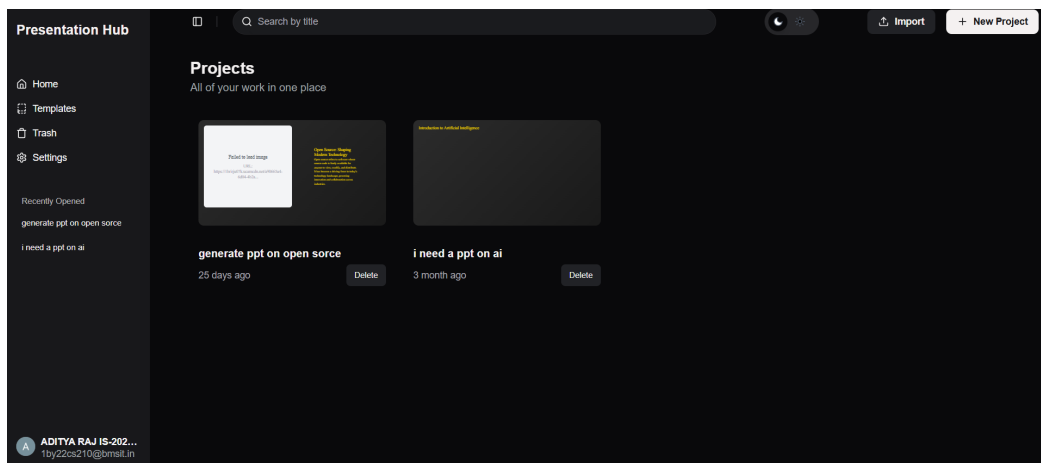 Presentation Hub
Search by title
Import
+ New Project
Home
Templates
Trash
Settings
Recently Opened
generate ppt on open sorce
i need a ppt on ai
Projects
All of your work in one place
Failed to load image
Open Source: Shaping
Modern Technology
Introduction to Artificial Intelligence
generate ppt on open sorce
25 days ago
Delete
i need a ppt on ai
3 month ago
Delete
A
ADITYA RAJ IS-202...
1by22cs210@bmsit.in